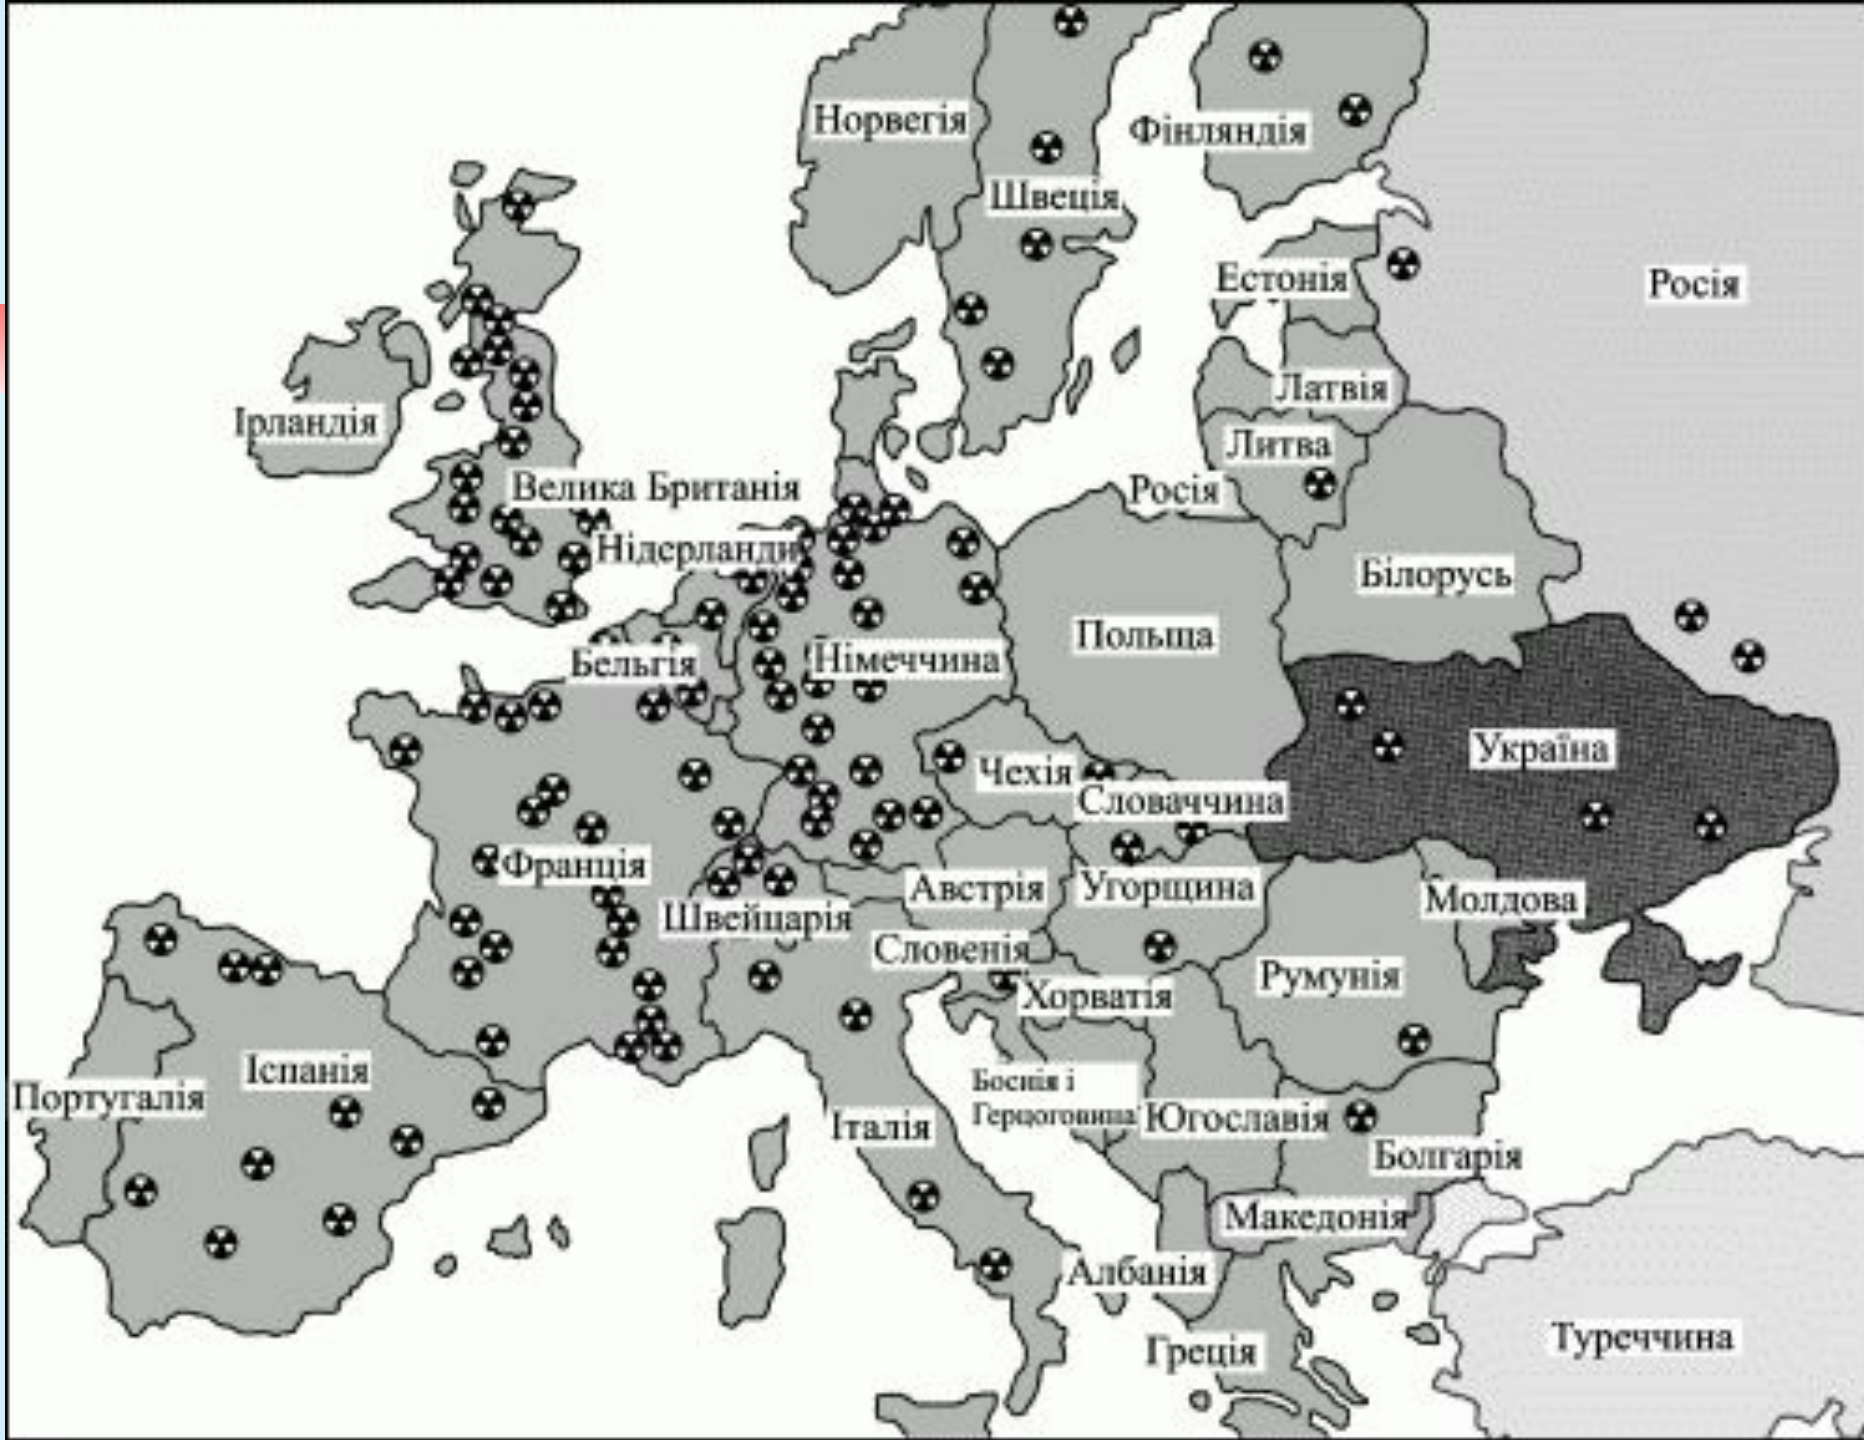 Норвегія
Фінляндія
Швеція
Естонія
Росія
Латвія
Ірландія
Литва
Велика Британія
Росія
Нідерланди
Білорусь
Польща
Бельгія
Німеччина
Україна
Чехія
Словаччина
Франція
Австрія
Угорщина
Молдова
Швейцарія
Словенія
Румунія
Хорватія
Іспанія
Португалія
Боснія і
Герцоговина
Югославія
Італія
Болгарія
Македонія
Албанія
Туреччина
Греція